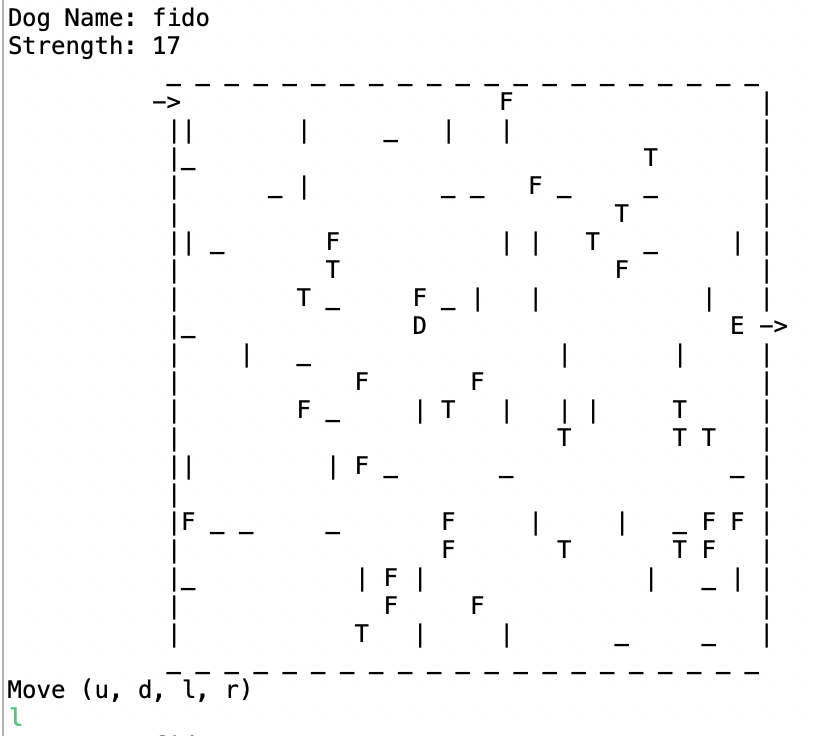 Dog Name: fido
Strength: 17
            _ _ _ _ _ _ _ _ _ _ _ _ _ _ _ _ _ _ _ _ _
          ->                      F                 |
           ||       |     _   |   |                 |
           |_                               T       |
           |      _ |         _ _   F _     _       |
           |                              T         |
           || _       F           | |   T   _     | |
           |          T                   F         |
           |        T _     F _ |   |           |   |
           |_               D                     E ->
           |    |   _                 |       |     |
           |            F       F                   |
           |        F _     | T   |   | |     T     |
           |                          T       T T   |
           ||         | F _       _               _ |
           |                                        |
           |F _ _     _       F     |     |   _ F F |
           |                  F       T       T F   |
           |_           | F |               |   _ | |
           |              F     F                   |
           |            T   |     |       _     _   |
            _ _ _ _ _ _ _ _ _ _ _ _ _ _ _ _ _ _ _ _ _
Move (u, d, l, r)
l